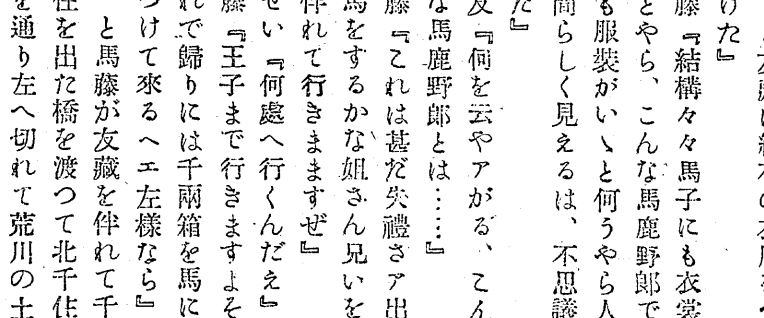 けた』
藤『結構々々馬子にも衣裳
とやら、こんな馬鹿野郎で
も服裝がいゝと何うやら人
間らしく見えるは、不思議
だ』
友『何を云やアがる、こん
な馬鹿野郎とは……』
藤『これは甚だ失禮さア出
馬をするかな姐さん兄いを
伴れて行きまますぜ』
せい『何處へ行くんだえ』
藤『王子まで行きますよそ
れで歸りには千兩箱を馬に
つけて來るヘエ左樣なら』
と馬藤が友藏を伴れて千
住を出た橋を渡つて北千住
を通り左へ切れて荒川の土